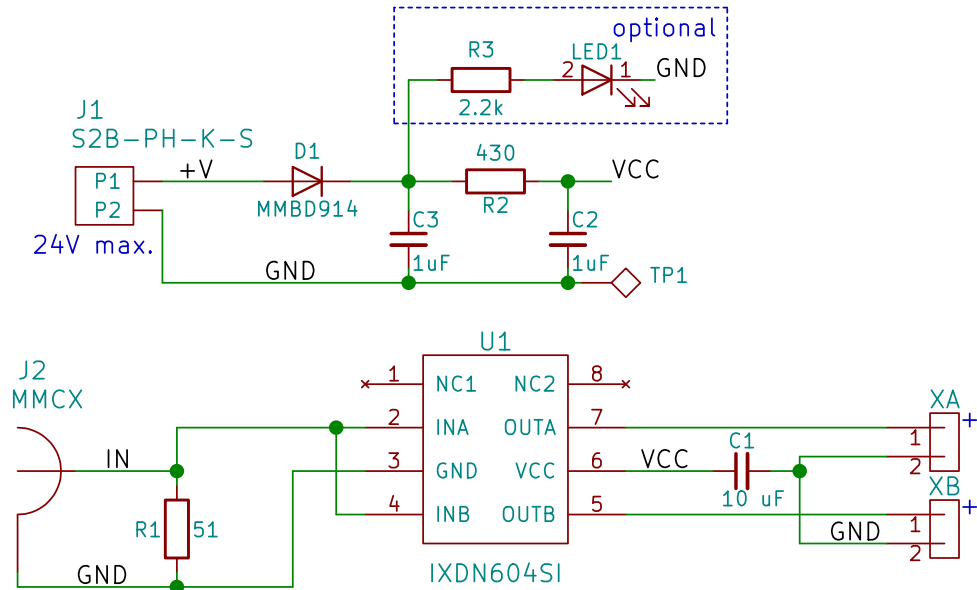 optional
R3
LED1
2 1 GND
2.2k
J1
S2B-PH-K-S
D1
430
+V
VCC
P1
P2
MMBD914
R2
C3
C2
24V max.
1uF
1uF
GND
TP1
U1
J2
MMCX
1 NC1 NC2 8
XA
+
2 INA OUTA 7
1
C1
IN
3 GND VCC 6
VCC
2
10 uF
XB
+
R1 51
4 INB OUTB 5
1
GND
2
GND
IXDN604SI